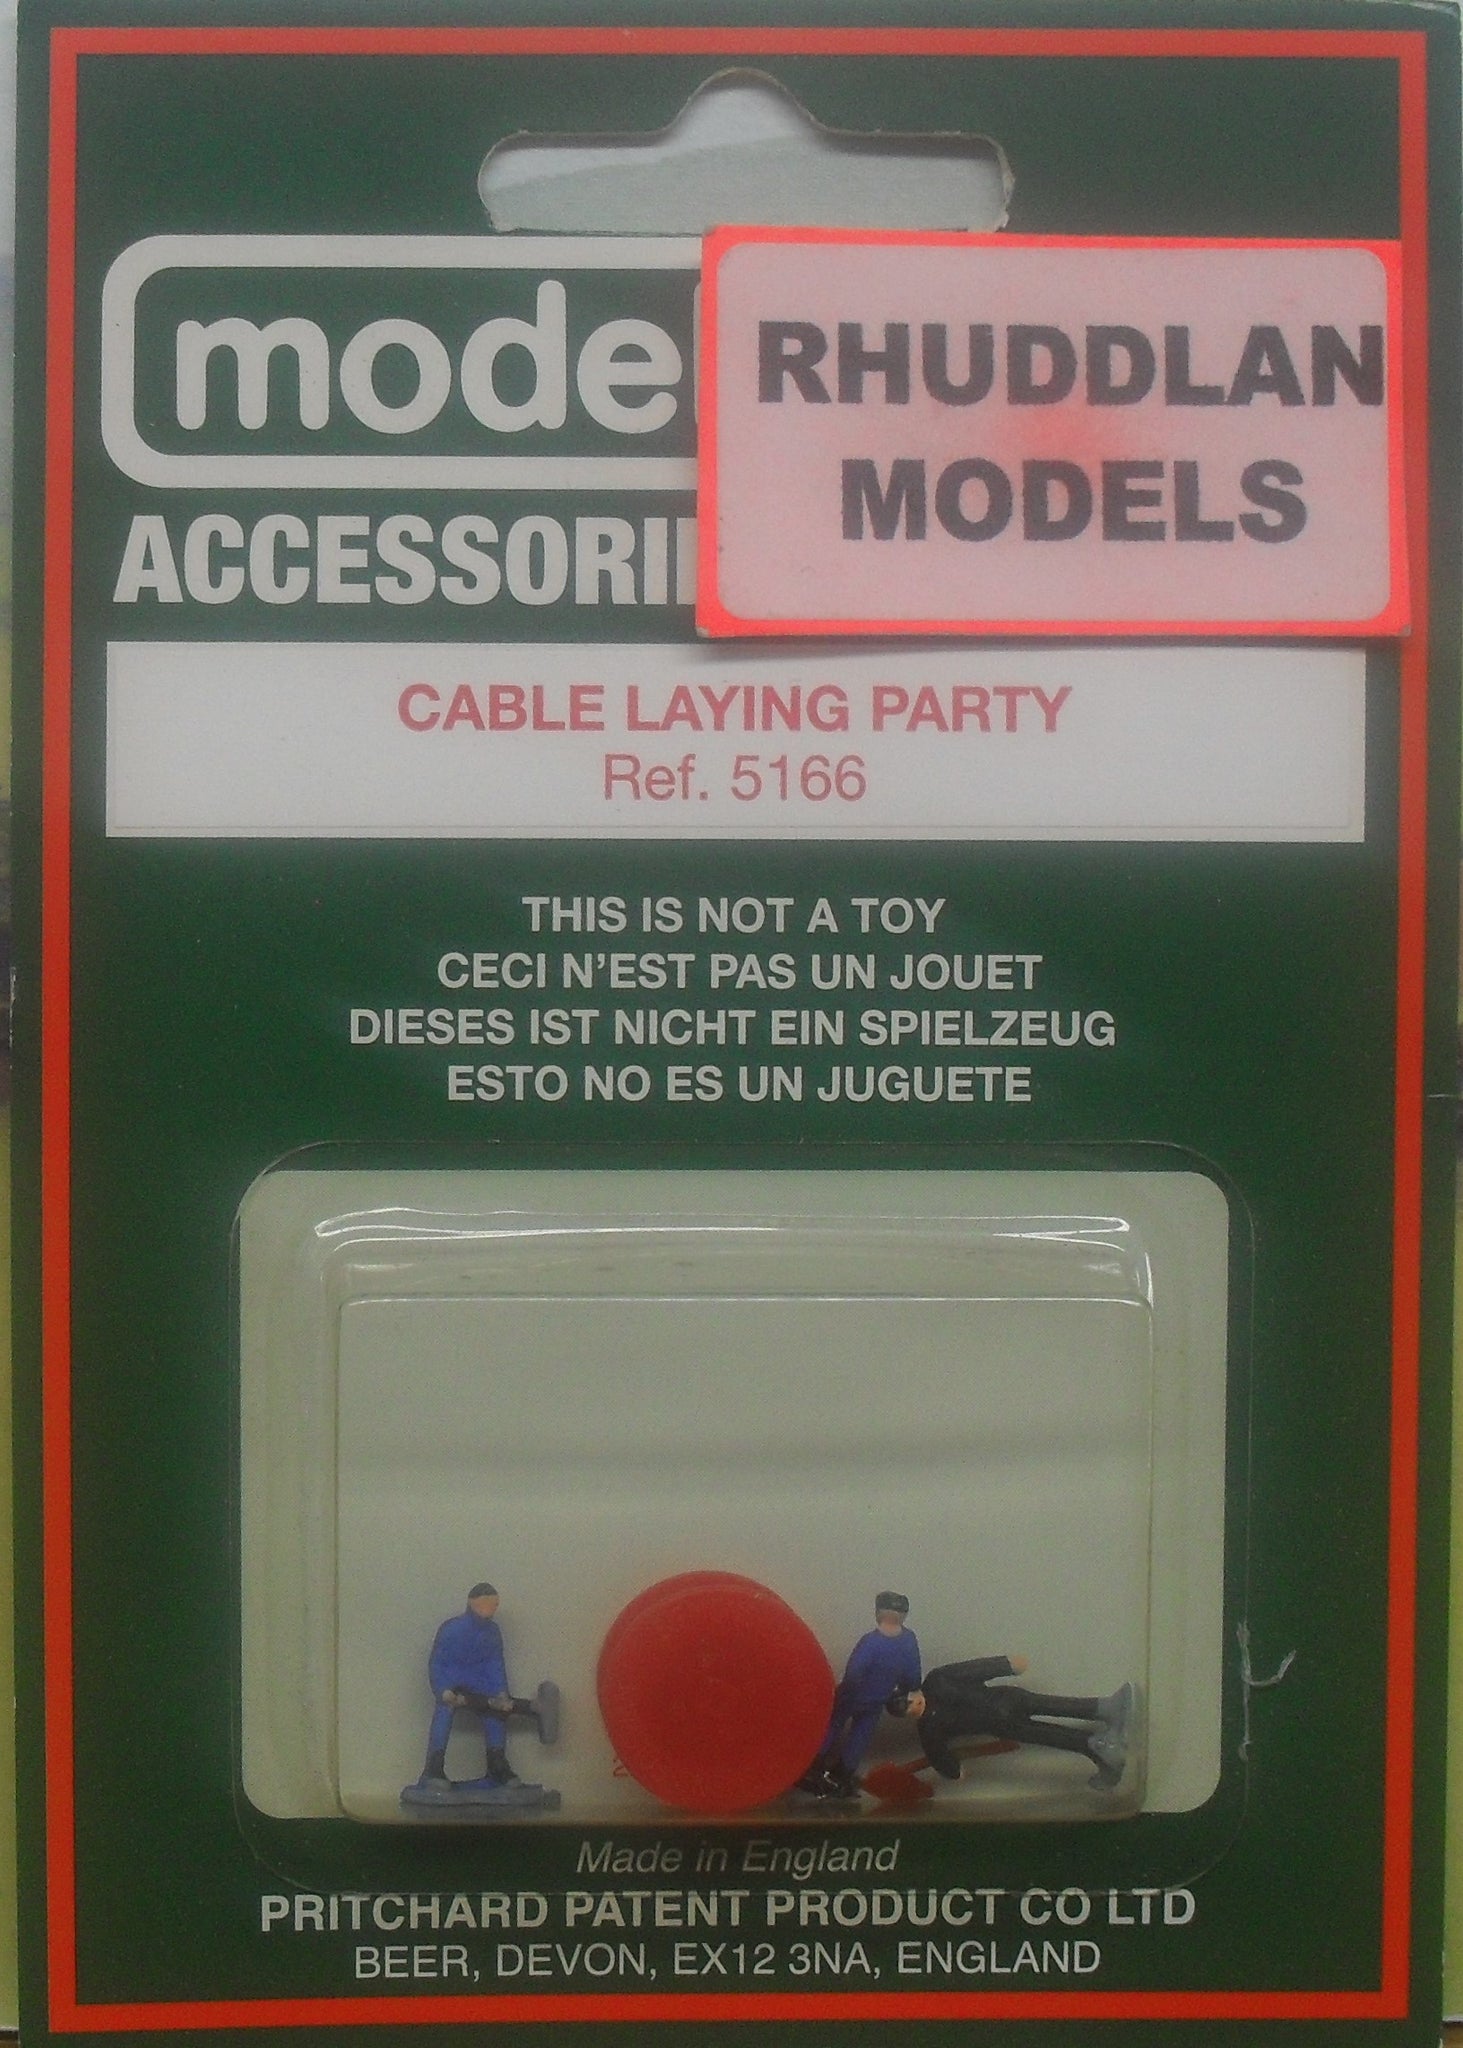 mode
RHUDDLAN
MODELS
ACCESSORI
CABLE LAYING PARTY
Ref. 5166
THIS IS NOT A TOY
CECI N'EST PAS UN JOUET
DIESES IST NICHT EIN SPIELZEUG
ESTO NO ES UN JUGUETE
Made in England
PRITCHARD PATENT PRODUCT CO LTD
BEER, DEVON, EX12 3NA, ENGLAND